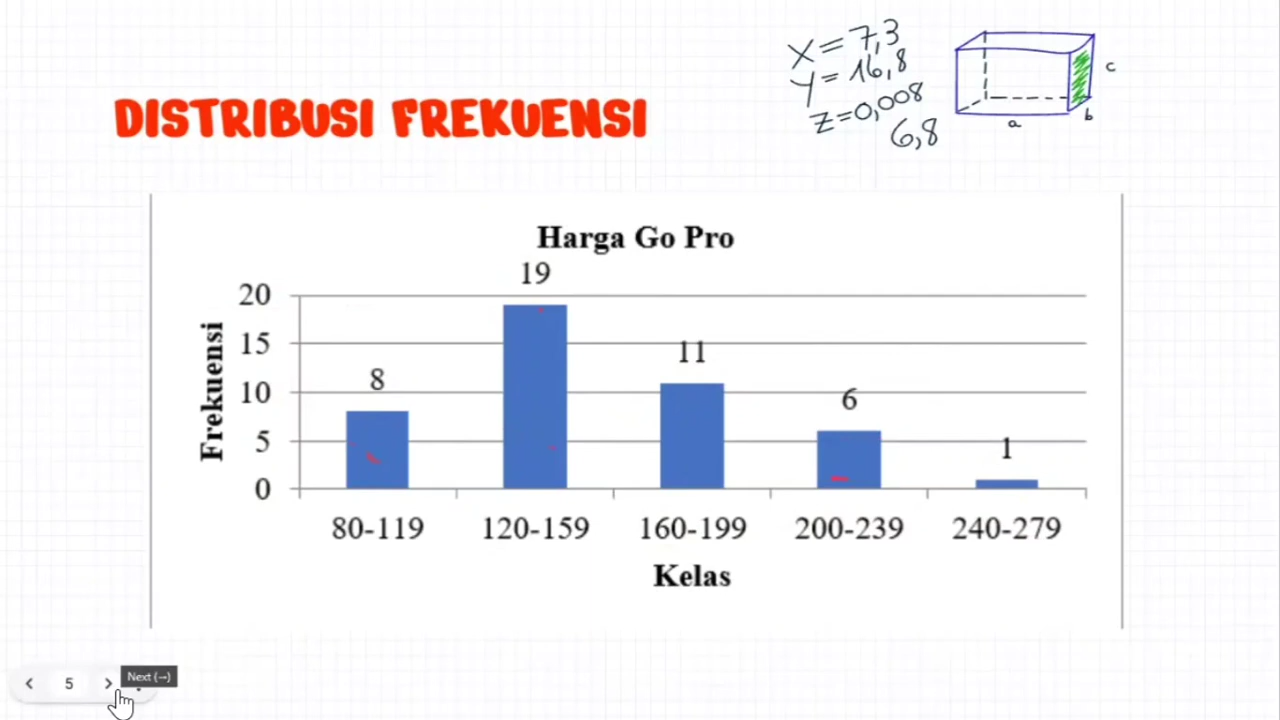 X=7,3
Y=16,8
Z=0,008
6,8
c
b
a
DISTRIBUSI FREKUENSI
Harga Go Pro
19
20
15
10
5
0
8
11
6
1
Frekuensi
80-119 120-159 160-199 200-239 240-279
Kelas
5
Next (→)